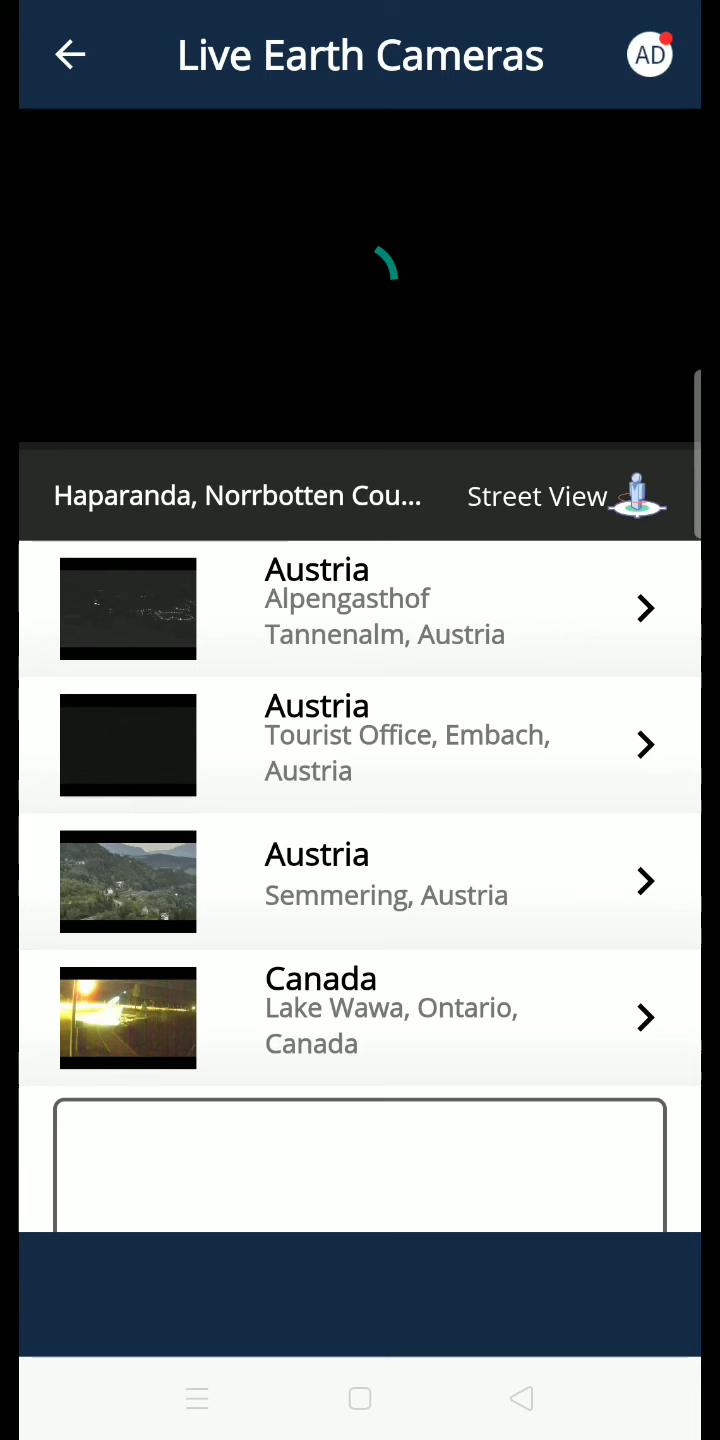 Live Earth Cameras
AD
Haparanda, Norrbotten Cou...
Street View
Austria
Alpengasthof
Tannenalm, Austria
Austria
Tourist Office, Embach,
Austria
Austria
Semmering, Austria
Canada
Lake Wawa, Ontario,
Canada